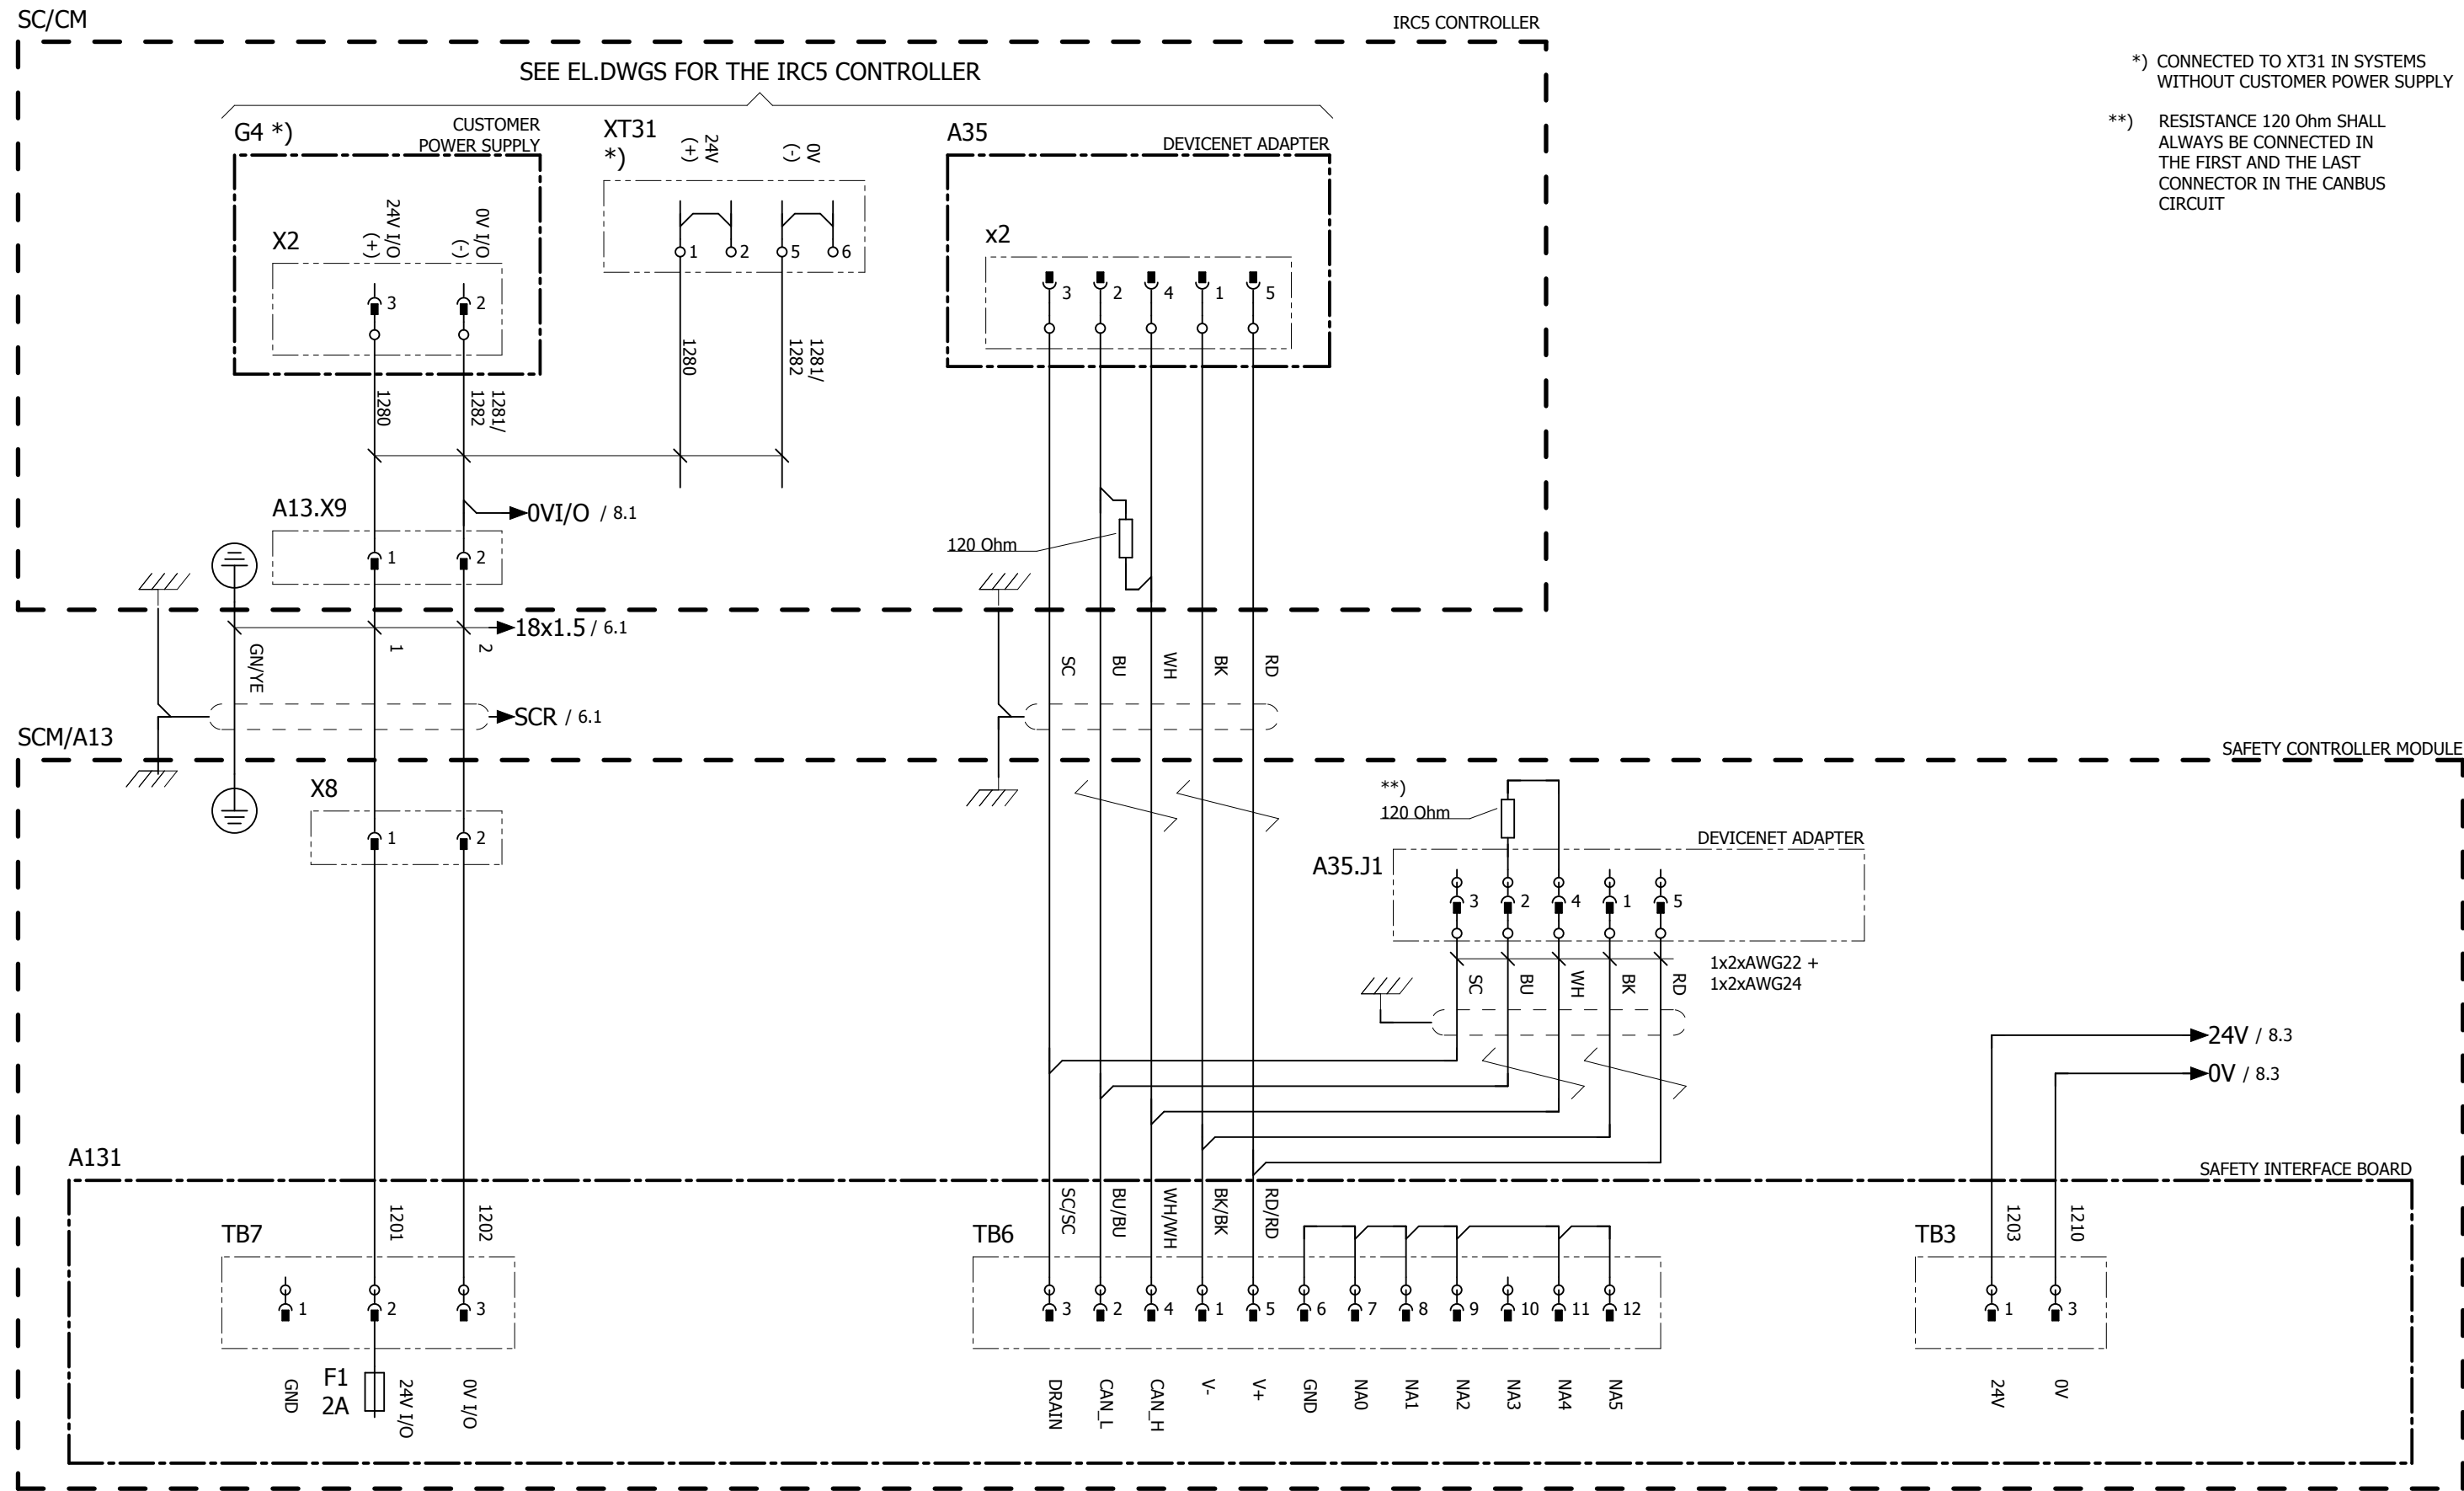 SC/CM
IRC5 CONTROLLER
SEE EL.DWGS FOR THE IRC5 CONTROLLER
*) CONNECTED TO XT31 IN SYSTEMS
WITHOUT CUSTOMER POWER SUPPLY
**) RESISTANCE 120 Ohm SHALL
ALWAYS BE CONNECTED IN
THE FIRST AND THE LAST
CONNECTOR IN THE CANBUS
CIRCUIT
G4 *)
CUSTOMER
POWER SUPPLY
X2
24V I/O
(+)
0V I/O
(-)
3
2
XT31
*)
24V
(+)
0V
(-)
1
2
5
6
A35
DEVICENET ADAPTER
x2
3
2
4
1
5
1280
1281/
1282
1280
1281/
1282
A13.X9
0VI/O / 8.1
1
2
120 Ohm
18x1.5 / 6.1
GN/YE
1
2
SC
BU
WH
BK
RD
SCR / 6.1
SCM/A13
SAFETY CONTROLLER MODULE
X8
1
2
**)
120 Ohm
DEVICENET ADAPTER
A35.J1
3
2
4
1
5
1x2xAWG22 +
1x2xAWG24
SC
BU
WH
BK
RD
24V / 8.3
0V / 8.3
A131
SAFETY INTERFACE BOARD
1201
1202
SC/SC
BU/BU
WH/WH
BK/BK
RD/RD
1203
1210
TB7
1
2
3
TB6
3
2
4
1
5
6
7
8
9
10
11
12
TB3
1
3
GND
F1
2A
24V I/O
0V I/O
DRAIN
CAN_L
CAN_H
V-
V+
GND
NA0
NA1
NA2
NA3
NA4
NA5
24V
0V